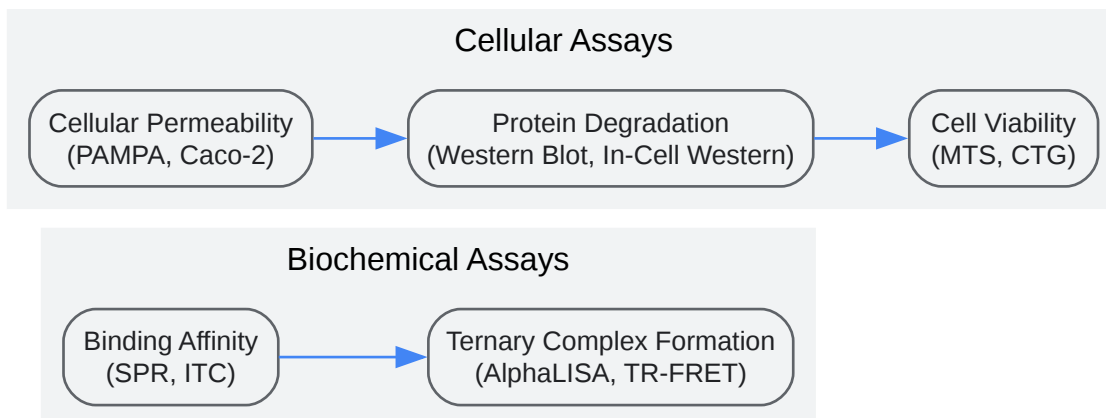 Cellular Assays
Cellular Permeability
(PAMPA, Caco-2)
Protein Degradation
(Western Blot, In-Cell Western)
Cell Viability
(MTS, CTG)
Biochemical Assays
Binding Affinity
(SPR, ITC)
Ternary Complex Formation
(AlphaLISA, TR-FRET)